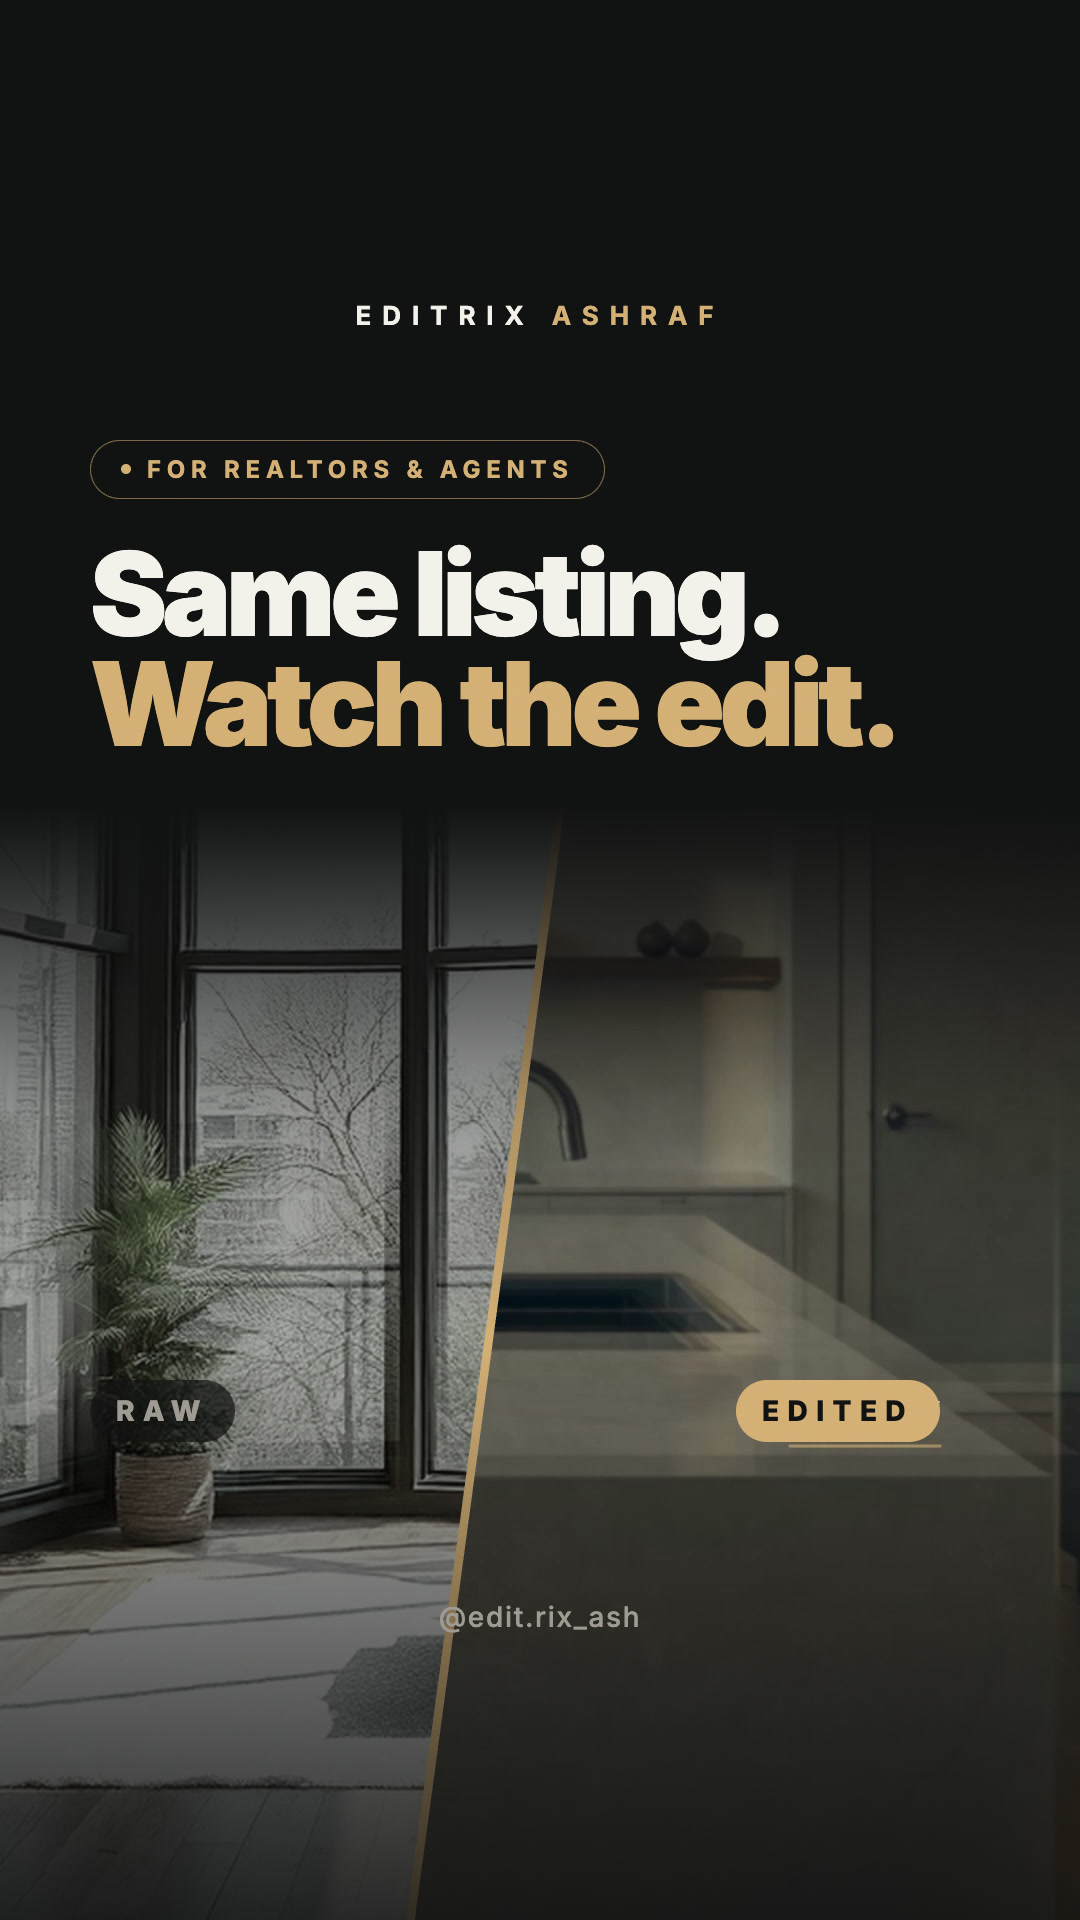 EDITRIX ASHRAF
• FOR REALTORS & AGENTS
Same listing.
Watch the edit.
RAW
EDITED
@edit.rix_ash